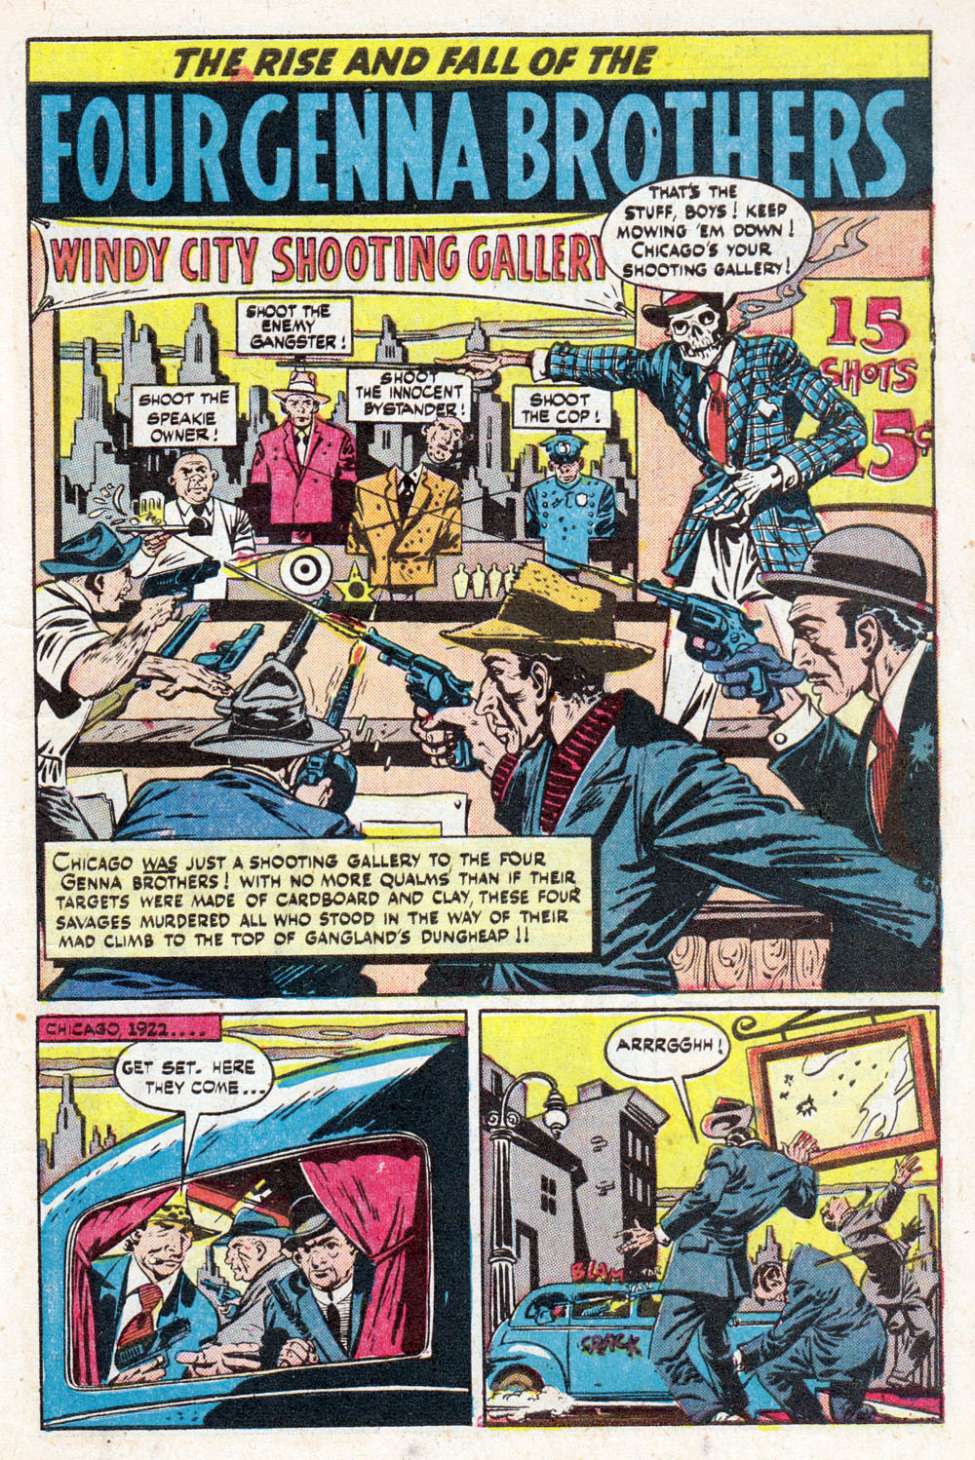 THE RISE AND FALL OF THE
FOUR GENNA BROTHERS
THAT'S THE
STUFF, BOYS! KEEP
MOWING 'EM DOWN!
CHICAGO'S YOUR
SHOOTING GALLERY!
WINDY CITY SHOOTING GALLERY
15
SHOTS
15¢
SHOOT THE
ENEMY
GANGSTER!
SHOOT
THE INNOCENT
BYSTANDER!
SHOOT THE
SPEAKIE
OWNER!
SHOOT
THE COP!
CHICAGO WAS JUST A SHOOTING GALLERY TO THE FOUR
GENNA BROTHERS! WITH NO MORE QUALMS THAN IF THEIR
TARGETS WERE MADE OF CARDBOARD AND CLAY, THESE FOUR
SAVAGES MURDERED ALL WHO STOOD IN THE WAY OF THEIR
MAD CLIMB TO THE TOP OF GANGLAND'S DUNGHEAP!!
CHICAGO, 1922....
GET SET. HERE
THEY COME...
ARRRGGHH!
BLAM
CRACK